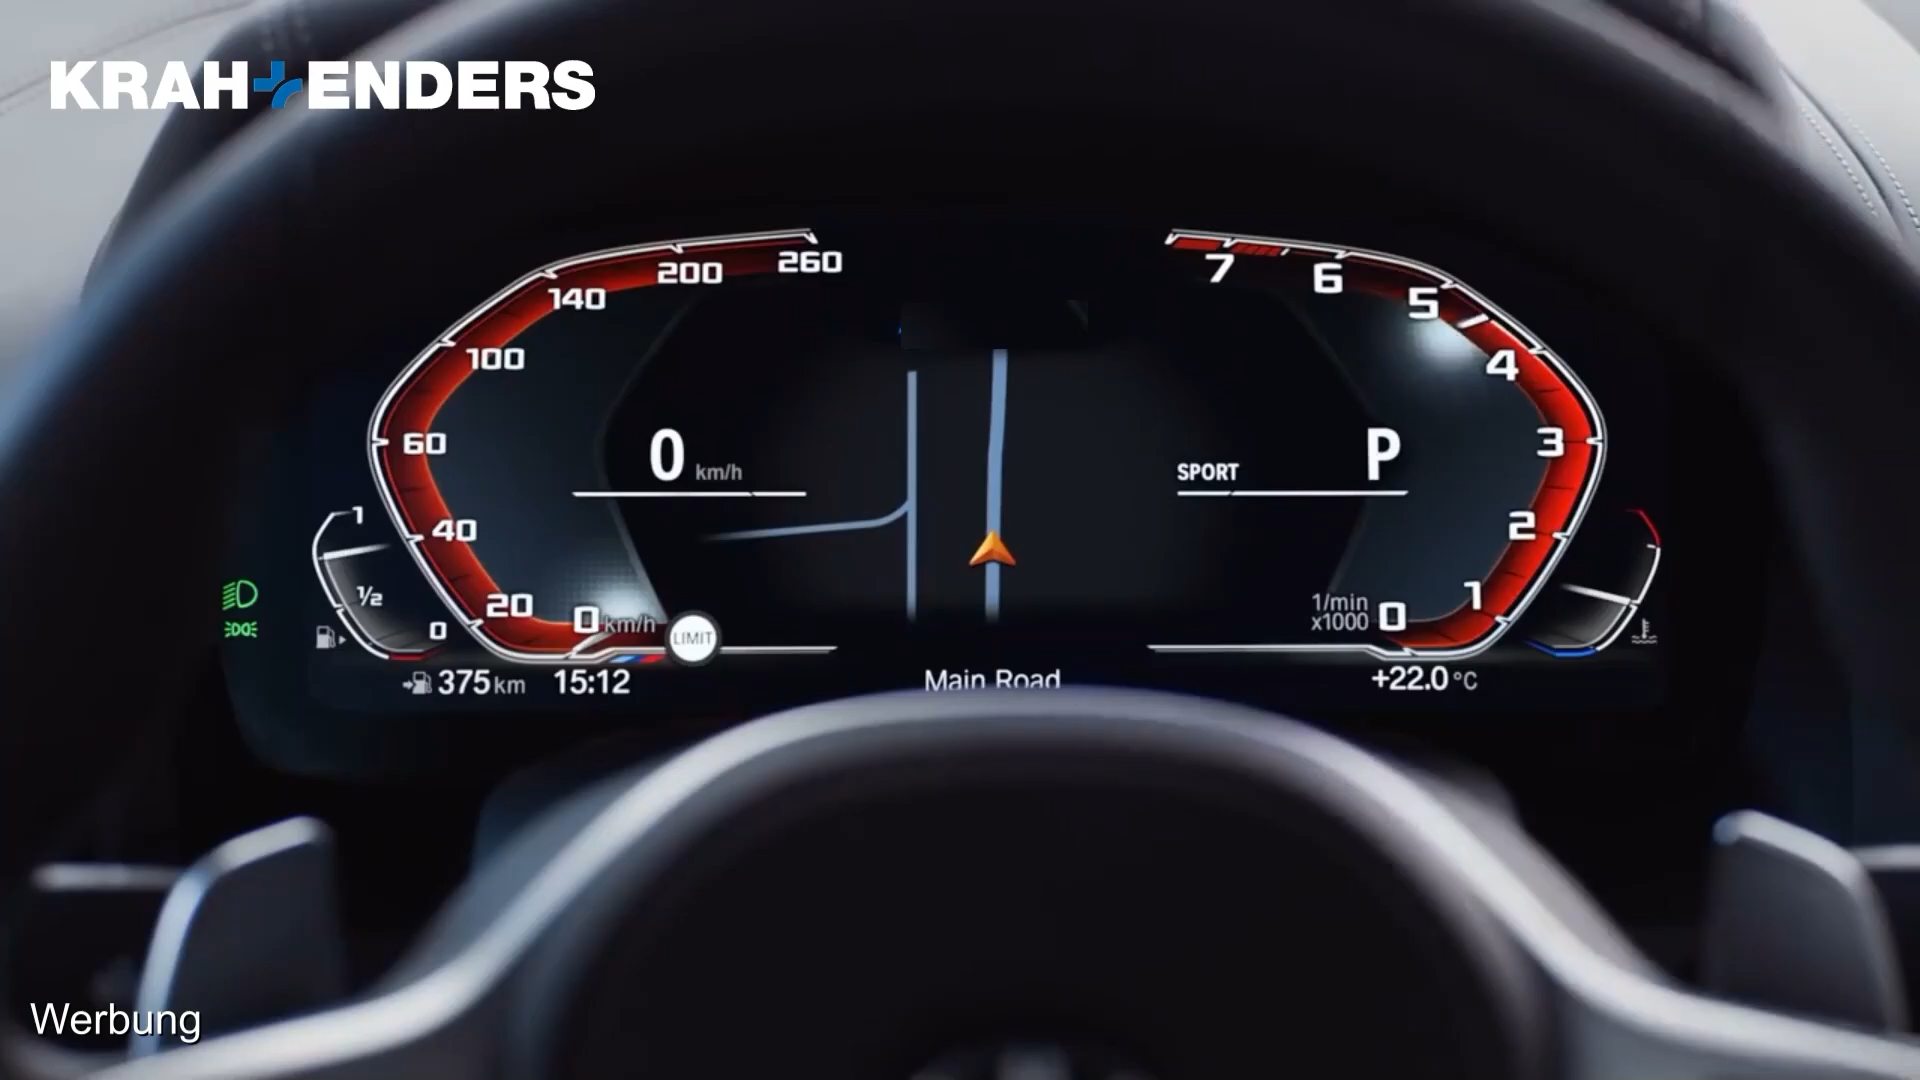 KRAH+ENDERS
260
200
140
100
60
40
20
0 km/h
0 km/h
LIMIT
1
1/2
0
375 km
15:12
Main Road
7
6
5
4
3
2
1
0
1/min
x1000
SPORT
P
+22.0 °C
Werbung